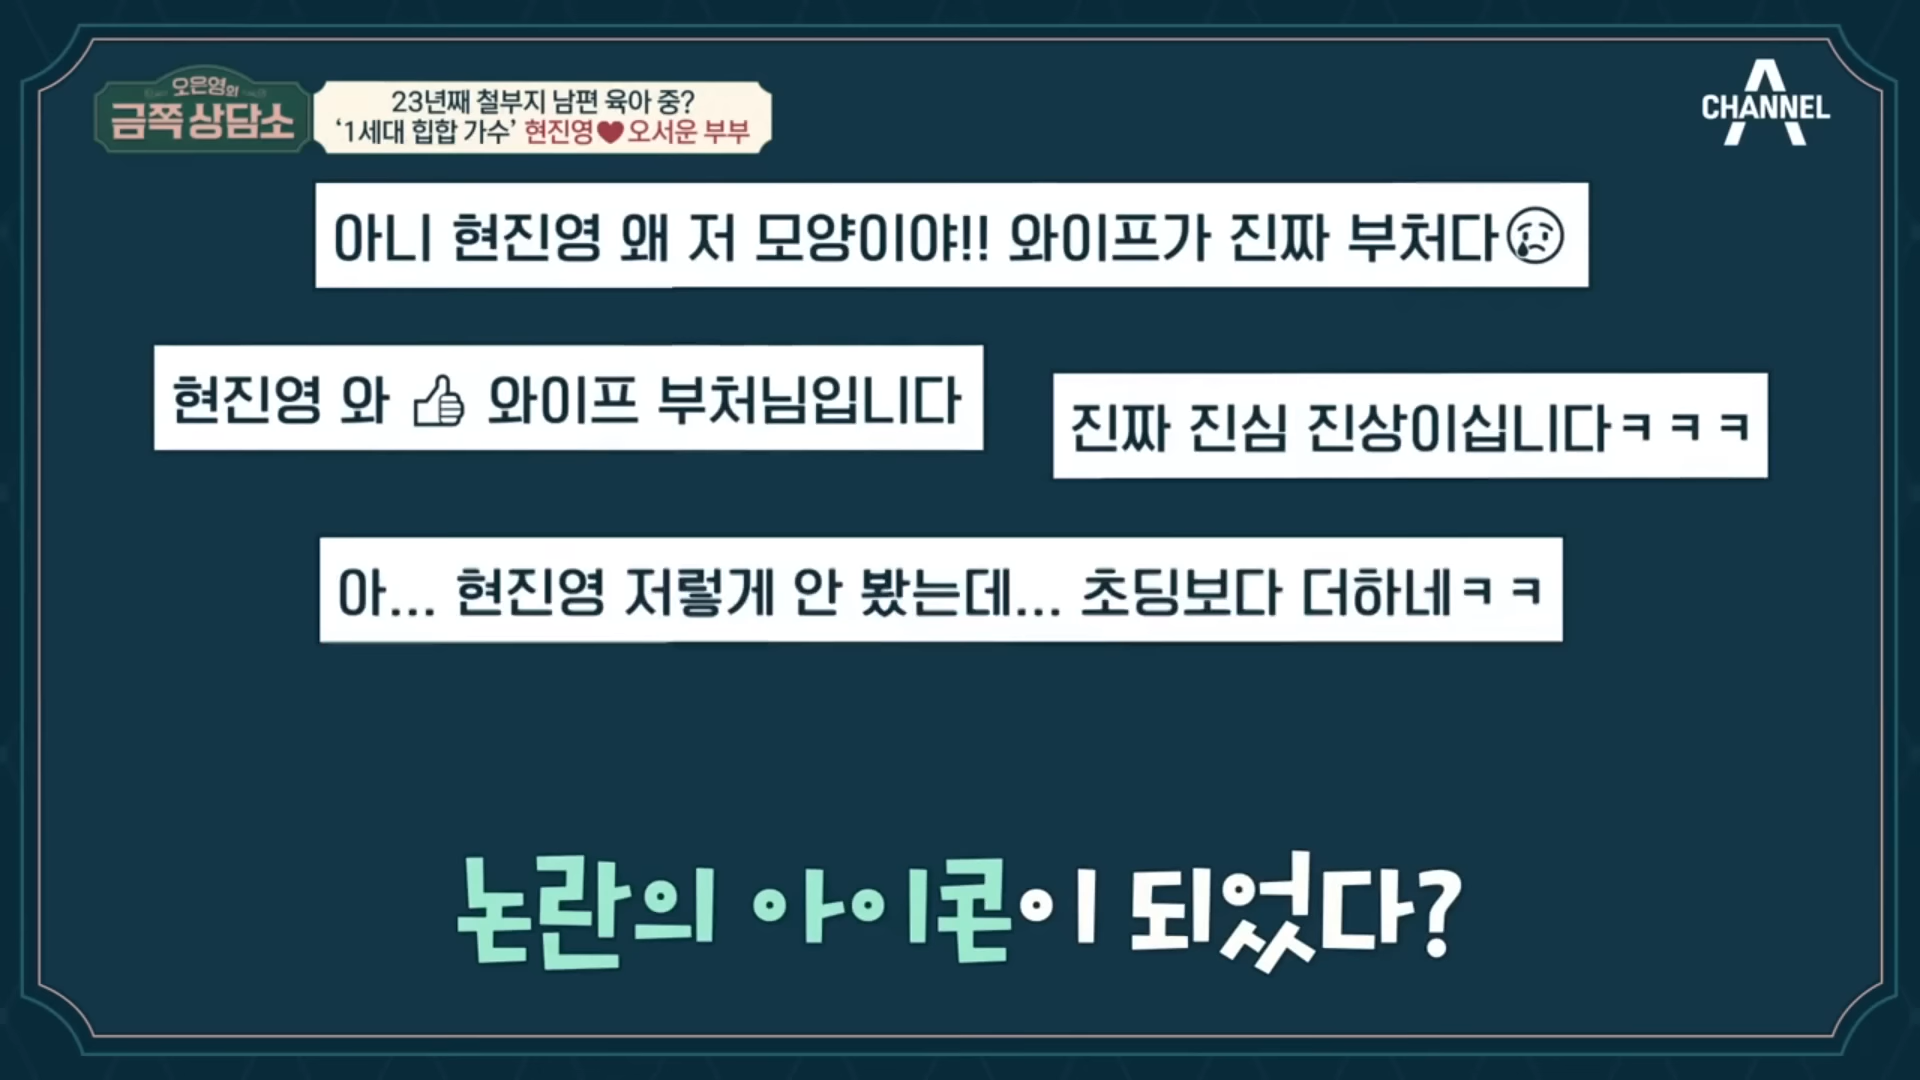 오은영의
금쪽 상담소
23년째 철부지 남편 육아 중?
‘1세대 힙합 가수’ 현진영♥오서운 부부
CHANNEL A
아니 현진영 왜 저 모양이야!! 와이프가 진짜 부처다😢
현진영 와 👍 와이프 부처님입니다
진짜 진심 진상이십니다ㅋㅋㅋ
아... 현진영 저렇게 안 봤는데... 초딩보다 더하네ㅋㅋ
논란의 아이콘이 되었다?